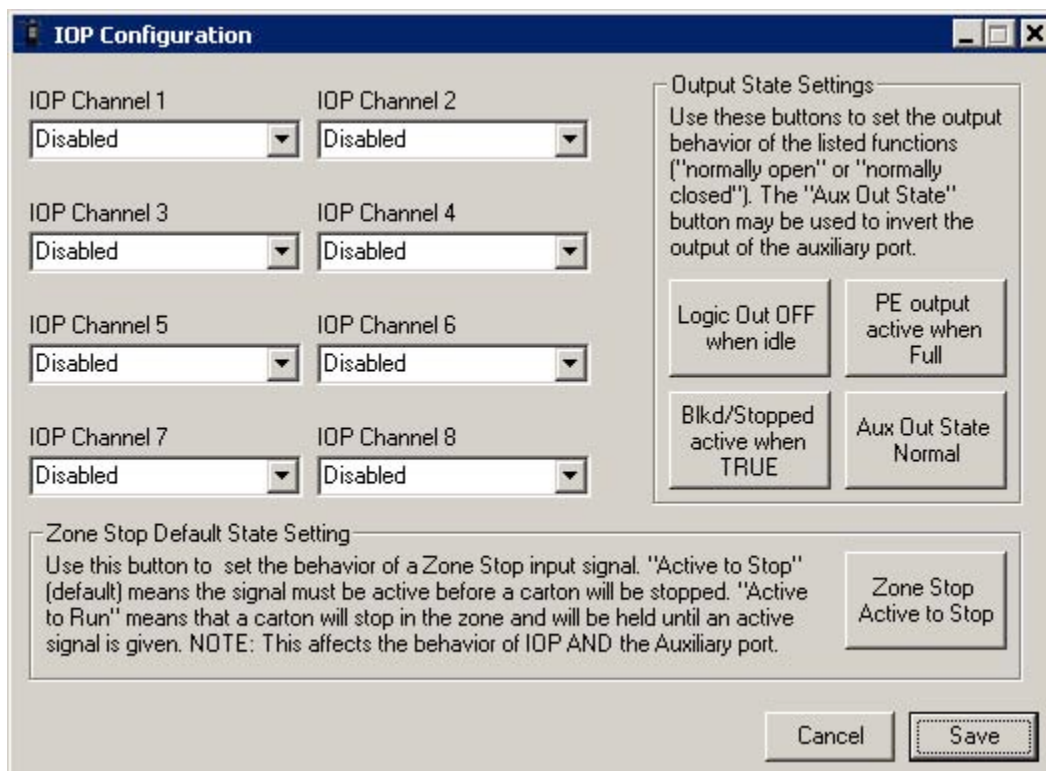 IOP Configuration
IOP Channel 1
Disabled
IOP Channel 2
Disabled
IOP Channel 3
Disabled
IOP Channel 4
Disabled
IOP Channel 5
Disabled
IOP Channel 6
Disabled
IOP Channel 7
Disabled
IOP Channel 8
Disabled
Output State Settings
Use these buttons to set the output
behavior of the listed functions
("normally open" or "normally
closed"). The "Aux Out State"
button may be used to invert the
output of the auxiliary port.
Logic Out OFF
when idle
PE output
active when
Full
Blkd/Stopped
active when
TRUE
Aux Out State
Normal
Zone Stop Default State Setting
Use this button to  set the behavior of a Zone Stop input signal. "Active to Stop"
(default) means the signal must be active before a carton will be stopped. "Active
to Run" means that a carton will stop in the zone and will be held until an active
signal is given. NOTE: This affects the behavior of IOP AND the Auxiliary port.
Zone Stop
Active to Stop
Cancel
Save